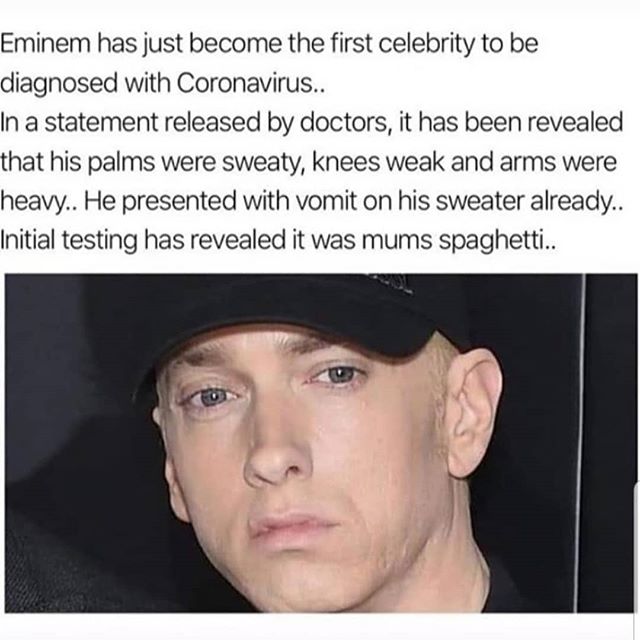 Eminem has just become the first celebrity to be
diagnosed with Coronavirus..
In a statement released by doctors, it has been revealed
that his palms were sweaty, knees weak and arms were
heavy.. He presented with vomit on his sweater already..
Initial testing has revealed it was mums spaghetti..